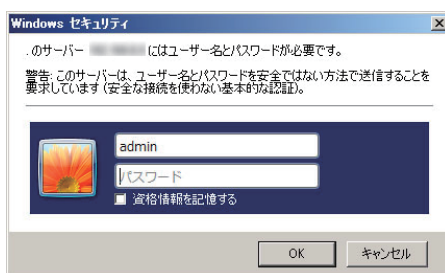 Windows セキュリティ
.のサーバー にはユーザー名とパスワードが必要です。
警告: このサーバーは、ユーザー名とパスワードを安全ではない方法で送信することを
要求しています (安全な接続を使わない基本的な認証)。
admin
パスワード
資格情報を記憶する
OK
キャンセル